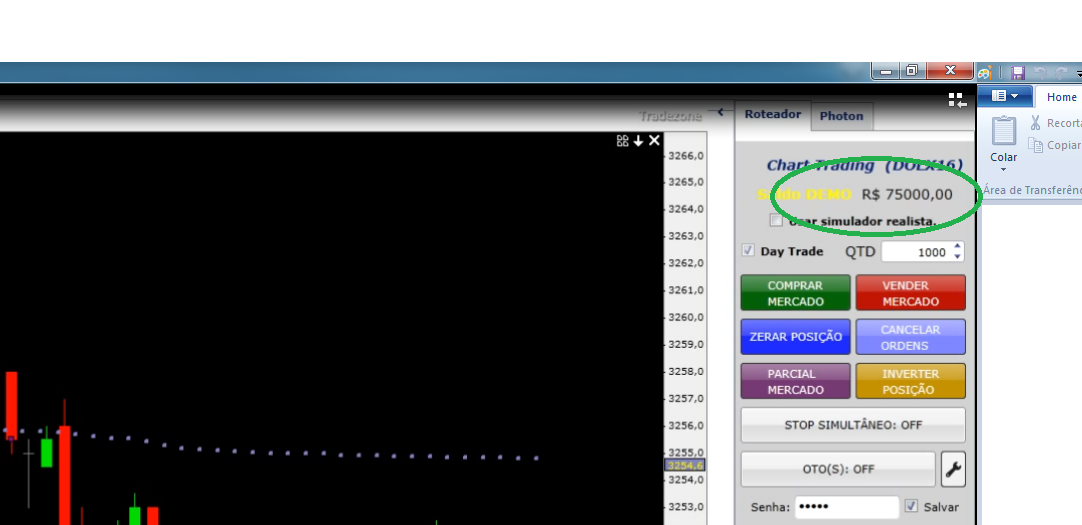 Home
Recorta
Copiar
Colar
Área de Transferênc
Tradezone
Roteador Photon
Chart Trading (DOLX16)
Saldo DEMO R$ 75000,00
Usar simulador realista.
Day Trade QTD 1000
COMPRAR MERCADO
VENDER MERCADO
ZERAR POSIÇÃO
CANCELAR ORDENS
PARCIAL MERCADO
INVERTER POSIÇÃO
STOP SIMULTÂNEO: OFF
OTO(S): OFF
Senha: ••••• Salvar
3266,0
3265,0
3264,0
3263,0
3262,0
3261,0
3260,0
3259,0
3258,0
3257,0
3256,0
3255,0
3254,6
3254,0
3253,0